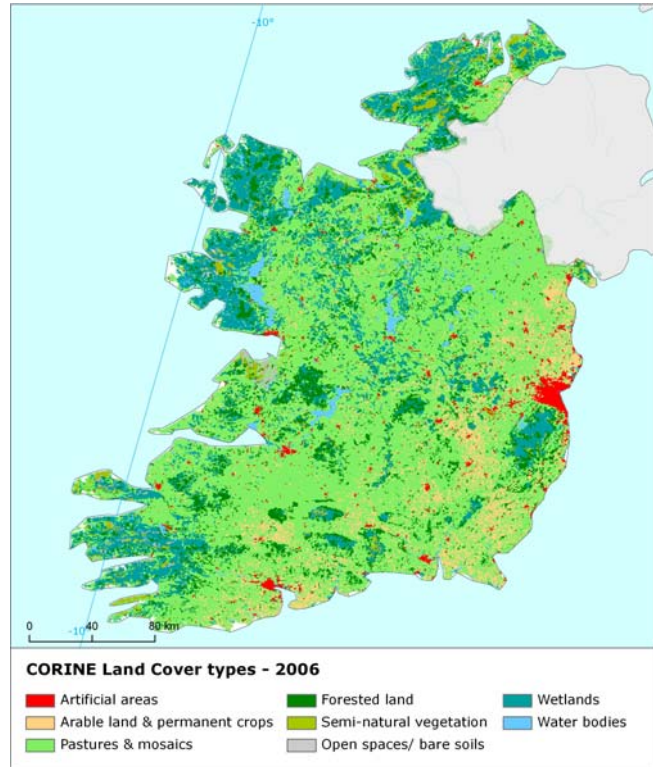 -10°
-10°
0 40 80 km
CORINE Land Cover types - 2006
Artificial areas
Forested land
Wetlands
Arable land & permanent crops
Semi-natural vegetation
Water bodies
Pastures & mosaics
Open spaces/ bare soils